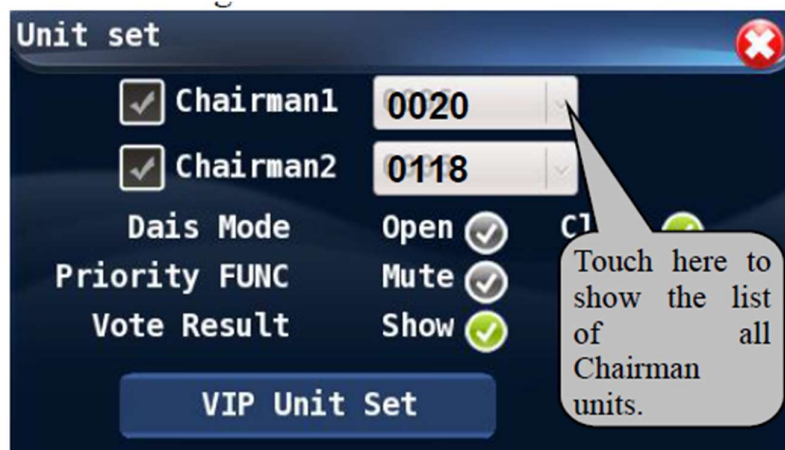 Unit set
Chairman1 0020
Chairman2 0118
Dais Mode Open
Priority FUNC Mute
Vote Result Show
VIP Unit Set
Touch here to
show the list
of all
Chairman
units.